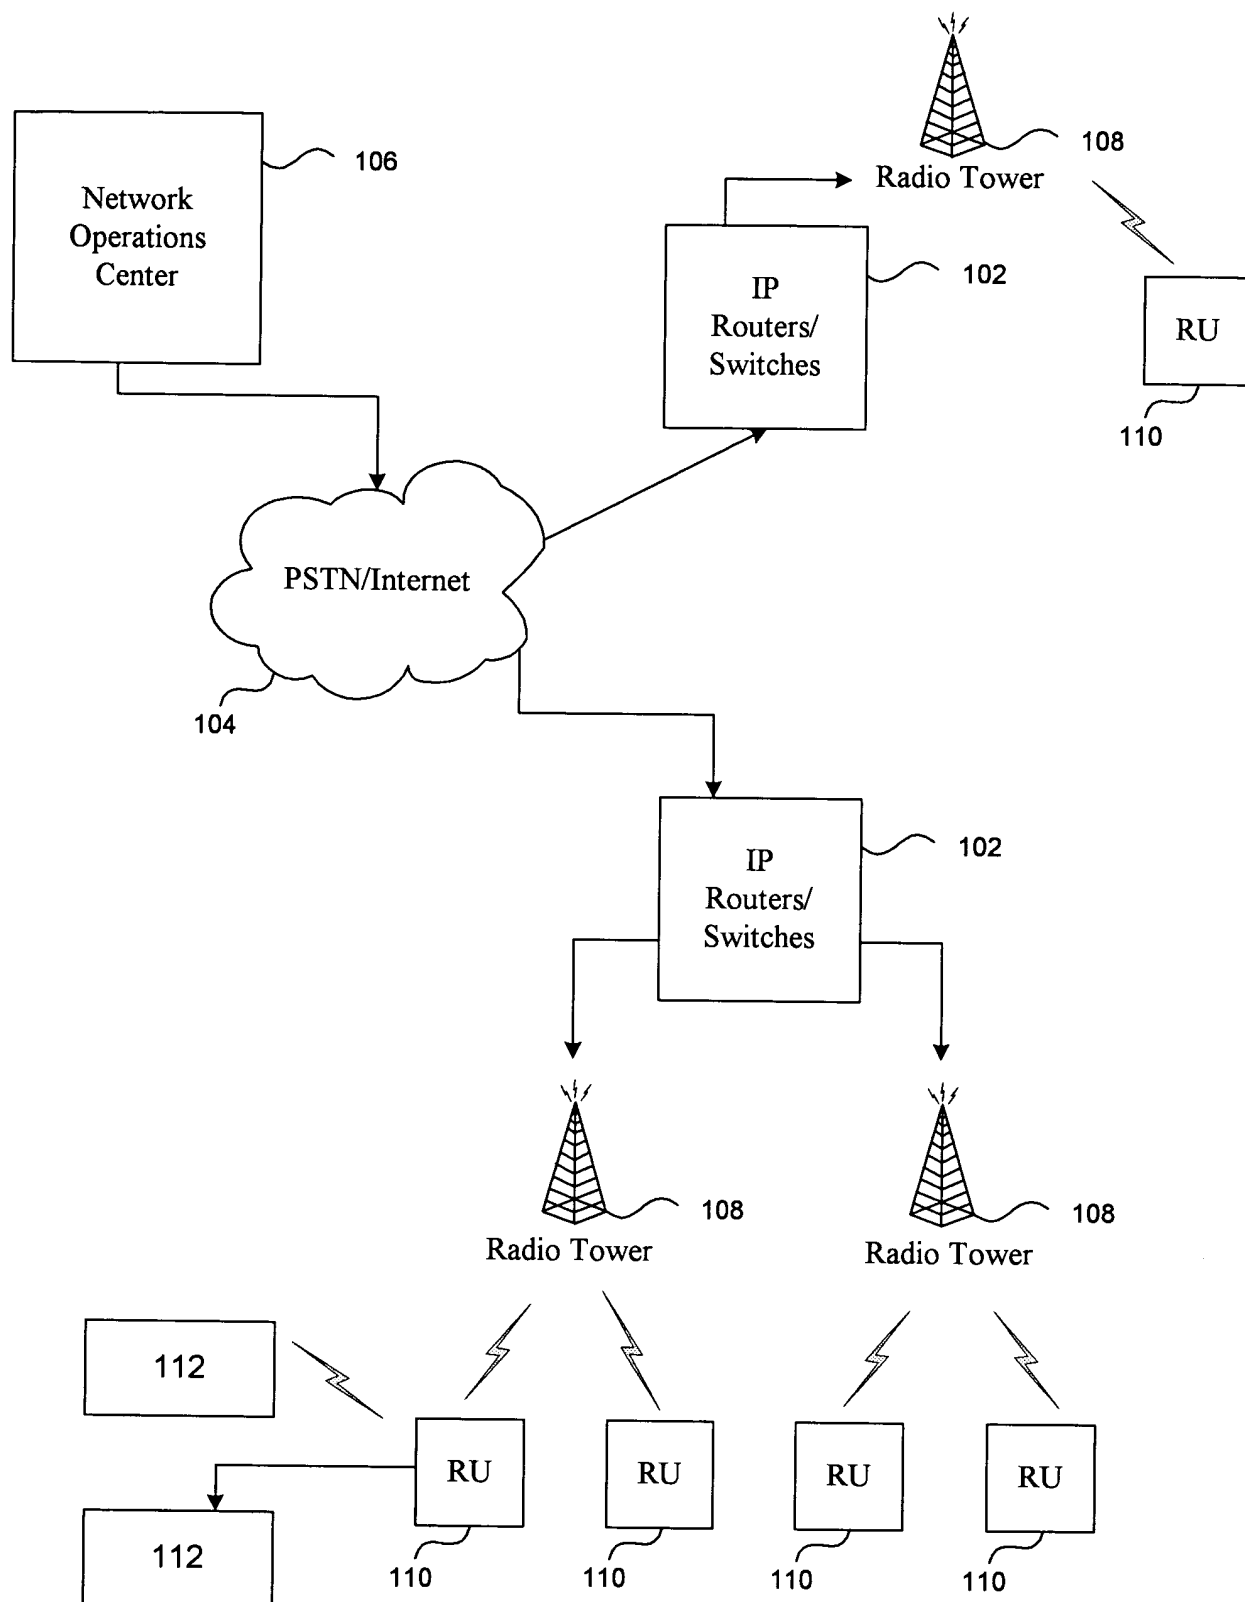 108
Radio Tower
106
Network
Operations
Center
102
IP
Routers/
Switches
RU
110
PSTN/Internet
104
102
IP
Routers/
Switches
108
Radio Tower
108
Radio Tower
112
RU
RU
RU
RU
112
110
110
110
110